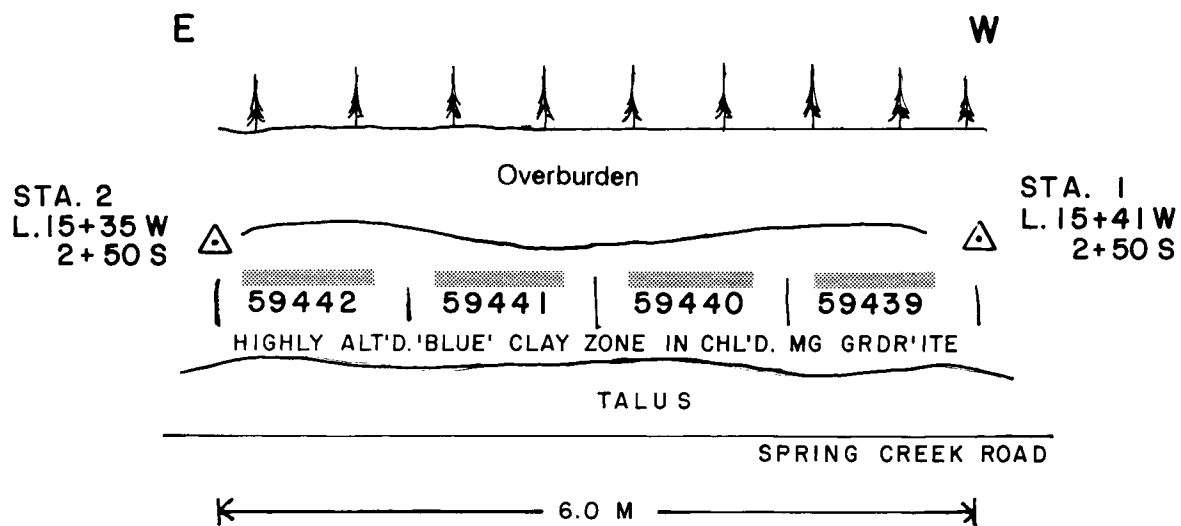 E
W
Overburden
STA. 2
L.15+35 W
2+50 S
STA. 1
L.15+41 W
2+50 S
59442
59441
59440
59439
HIGHLY ALT'D. 'BLUE' CLAY ZONE IN CHL'D. MG GRDR'ITE
TALUS
SPRING CREEK ROAD
6.0 M